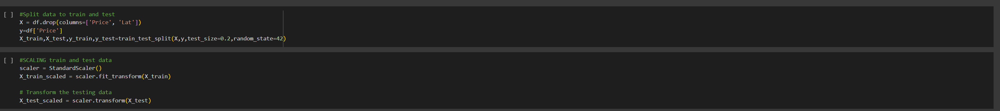 [ ] #Split data to train and test
X = df.drop(columns=['Price', 'Lat'])
y=df['Price']
X_train,X_test,y_train,y_test=train_test_split(X,y,test_size=0.2,random_state=42)
[ ] #SCALING train and test data
scaler = StandardScaler()
X_train_scaled = scaler.fit_transform(X_train)
# Transform the testing data
X_test_scaled = scaler.transform(X_test)